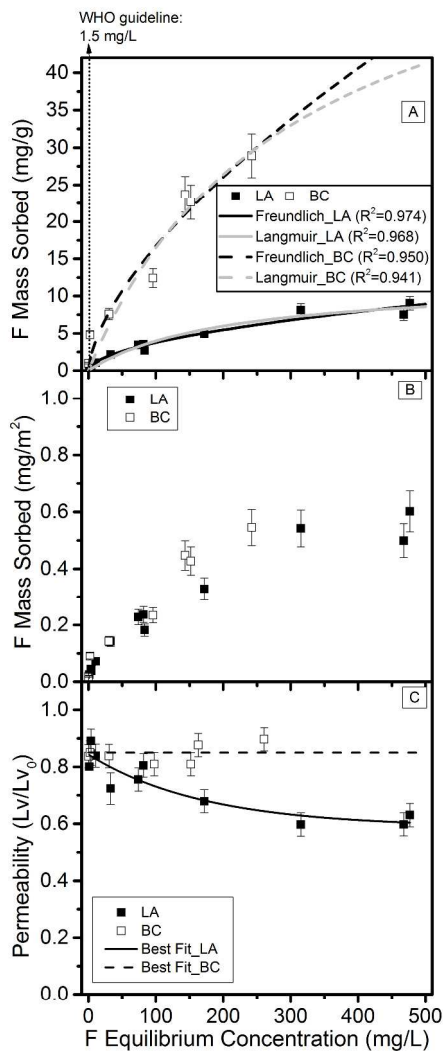 WHO guideline:
1.5 mg/L
A
40
35
30
25
20
15
10
5
0
F Mass Sorbed (mg/g)
LA BC
Freundlich_LA (R²=0.974)
Langmuir_LA (R²=0.968)
Freundlich_BC (R²=0.950)
Langmuir_BC (R²=0.941)
B
LA
BC
1.0
0.8
0.6
0.4
0.2
0.0
F Mass Sorbed (mg/m²)
C
1.0
0.8
0.6
0.4
0.2
0.0
Permeability (Lv/Lv₀)
LA
BC
Best Fit_LA
Best Fit_BC
0 100 200 300 400 500
F Equilibrium Concentration (mg/L)